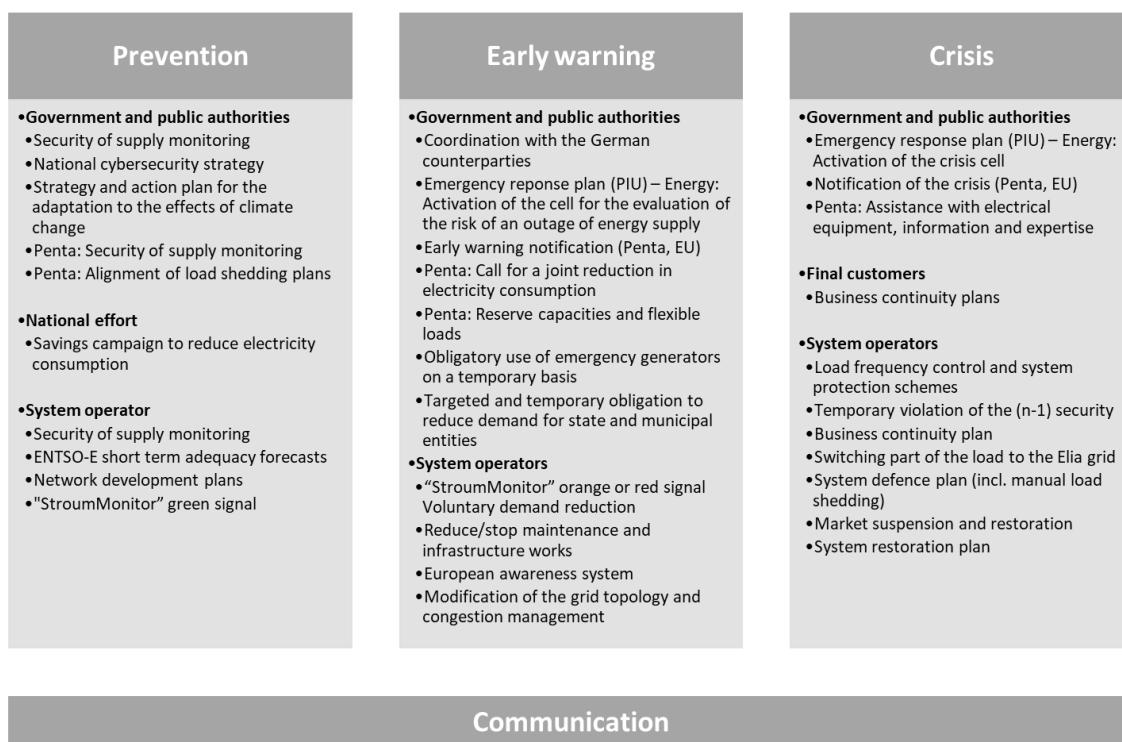 Prevention
•Government and public authorities
•Security of supply monitoring
•National cybersecurity strategy
•Strategy and action plan for the
adaptation to the effects of climate
change
•Penta: Security of supply monitoring
•Penta: Alignment of load shedding plans
•National effort
•Savings campaign to reduce electricity
consumption
•System operator
•Security of supply monitoring
•ENTSO-E short term adequacy forecasts
•Network development plans
•"StroumMonitor” green signal
Early warning
•Government and public authorities
•Coordination with the German
counterparties
•Emergency reponse plan (PIU) – Energy:
Activation of the cell for the evaluation of
the risk of an outage of energy supply
•Early warning notification (Penta, EU)
•Penta: Call for a joint reduction in
electricity consumption
•Penta: Reserve capacities and flexible
loads
•Obligatory use of emergency generators
on a temporary basis
•Targeted and temporary obligation to
reduce demand for state and municipal
entities
•System operators
•“StroumMonitor” orange or red signal
Voluntary demand reduction
•Reduce/stop maintenance and
infrastructure works
•European awareness system
•Modification of the grid topology and
congestion management
Crisis
•Government and public authorities
•Emergency response plan (PIU) – Energy:
Activation of the crisis cell
•Notification of the crisis (Penta, EU)
•Penta: Assistance with electrical
equipment, information and expertise
•Final customers
•Business continuity plans
•System operators
•Load frequency control and system
protection schemes
•Temporary violation of the (n-1) security
•Business continuity plan
•Switching part of the load to the Elia grid
•System defence plan (incl. manual load
shedding)
•Market suspension and restoration
•System restoration plan
Communication